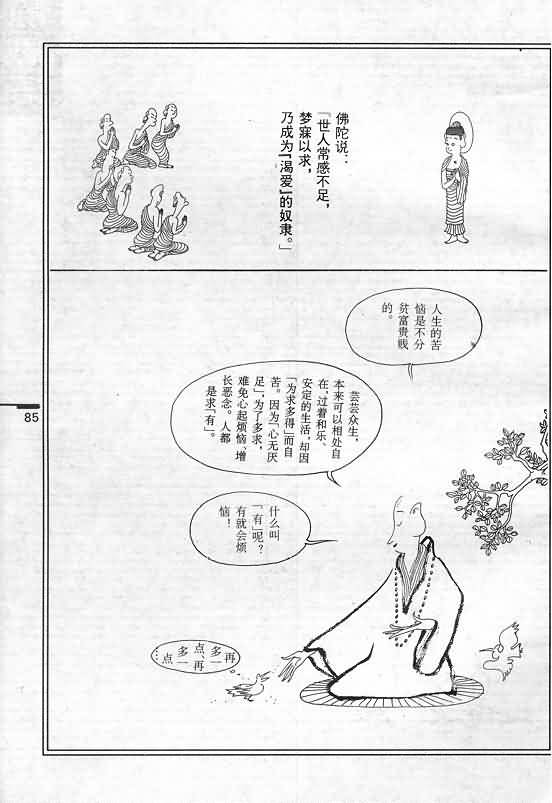 佛陀说：
「世人常感不足，
梦寐以求，
乃成为『渴爱』的奴隶。」
人生的苦
恼是不分
贫富贵贱
的。
芸芸众生，
本来可以相处自
在、过着和乐、
安定的生活，却因
「为求多得」而自
苦。因为「心无厌
足」，为了多求，
难免心起烦恼、增
长恶念。人都
是求「有」。
什么叫
「有」呢？
有就会烦
恼！
再
多一
点、再
多一
点…
85